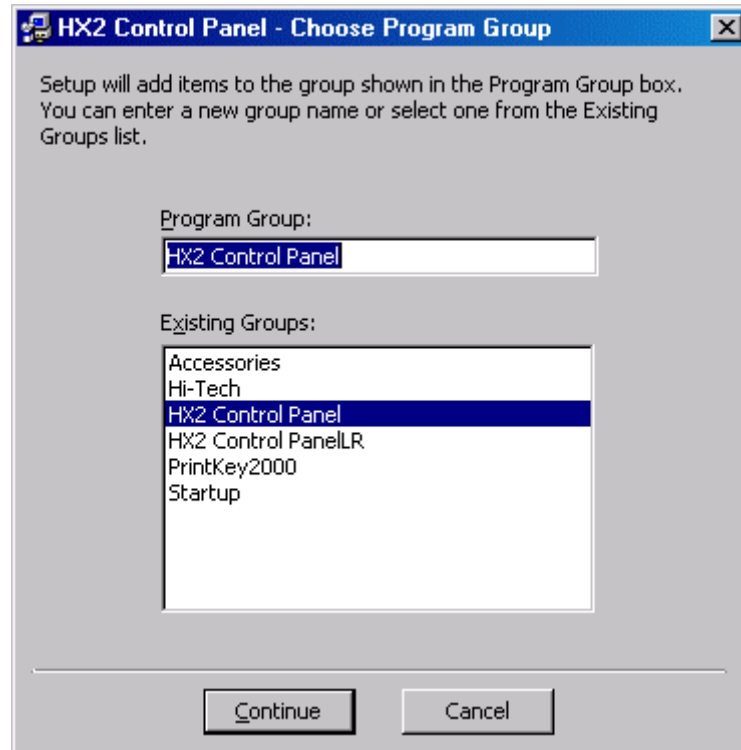 HX2 Control Panel - Choose Program Group
Setup will add items to the group shown in the Program Group box.
You can enter a new group name or select one from the Existing
Groups list.
Program Group:
HX2 Control Panel
Existing Groups:
Accessories
Hi-Tech
HX2 Control Panel
HX2 Control PanelLR
PrintKey2000
Startup
Continue
Cancel